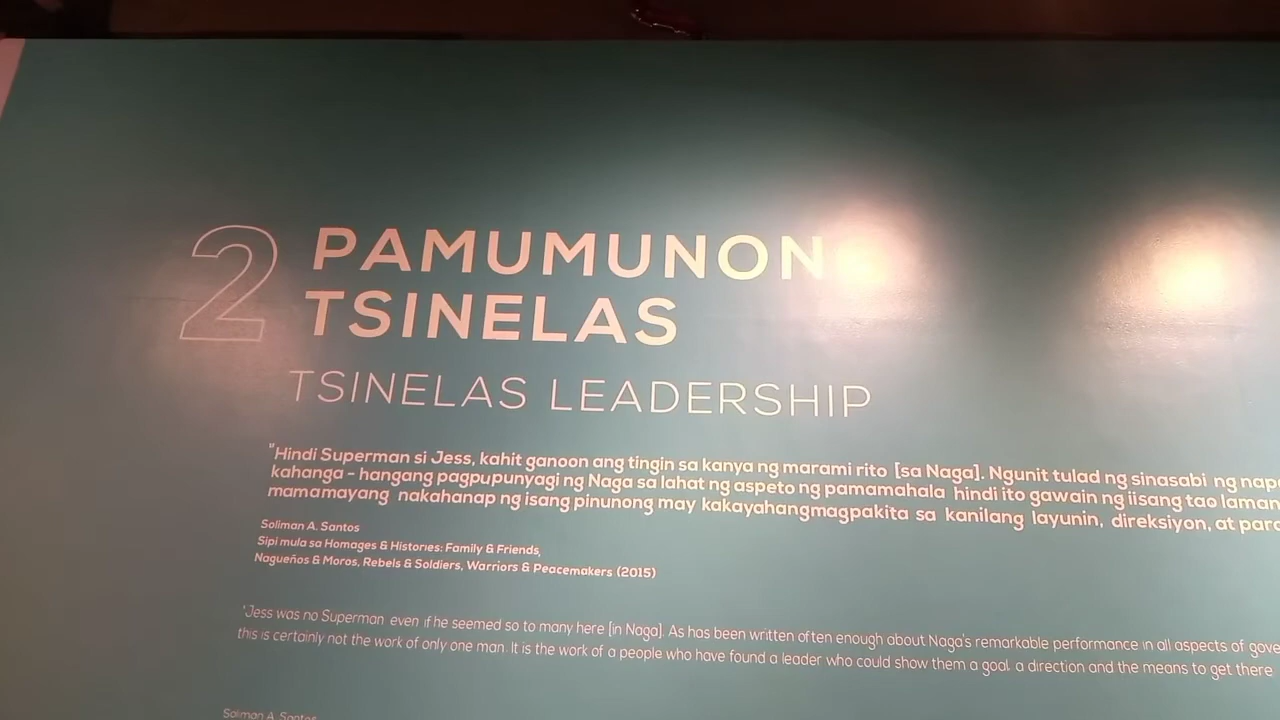 2 PAMUMUNON
TSINELAS
TSINELAS LEADERSHIP
"Hindi Superman si Jess, kahit ganoon ang tingin sa kanya ng marami rito [sa Naga]. Ngunit tulad ng sinasabi ng
kahanga - hangang pagpupunyagi ng Naga sa lahat ng aspeto ng pamamahala hindi ito gawain ng iisang tao
mamamayang nakahanap ng isang pinunong may kakayahangmagpakita sa kanilang layunin, direksiyon, at
Soliman A. Santos
Sipi mula sa Homages & Histories: Family & Friends,
Nagueños & Moros, Rebels & Soldiers, Warriors & Peacemakers (2015)
"Jess was no Superman even if he seemed so to many here [in Naga]. As has been written often enough about Naga's remarkable performance in all aspects of
this is certainly not the work of only one man. It is the work of a people who have found a leader who could show them a goal a direction and the means to get there
Soliman A. Santos